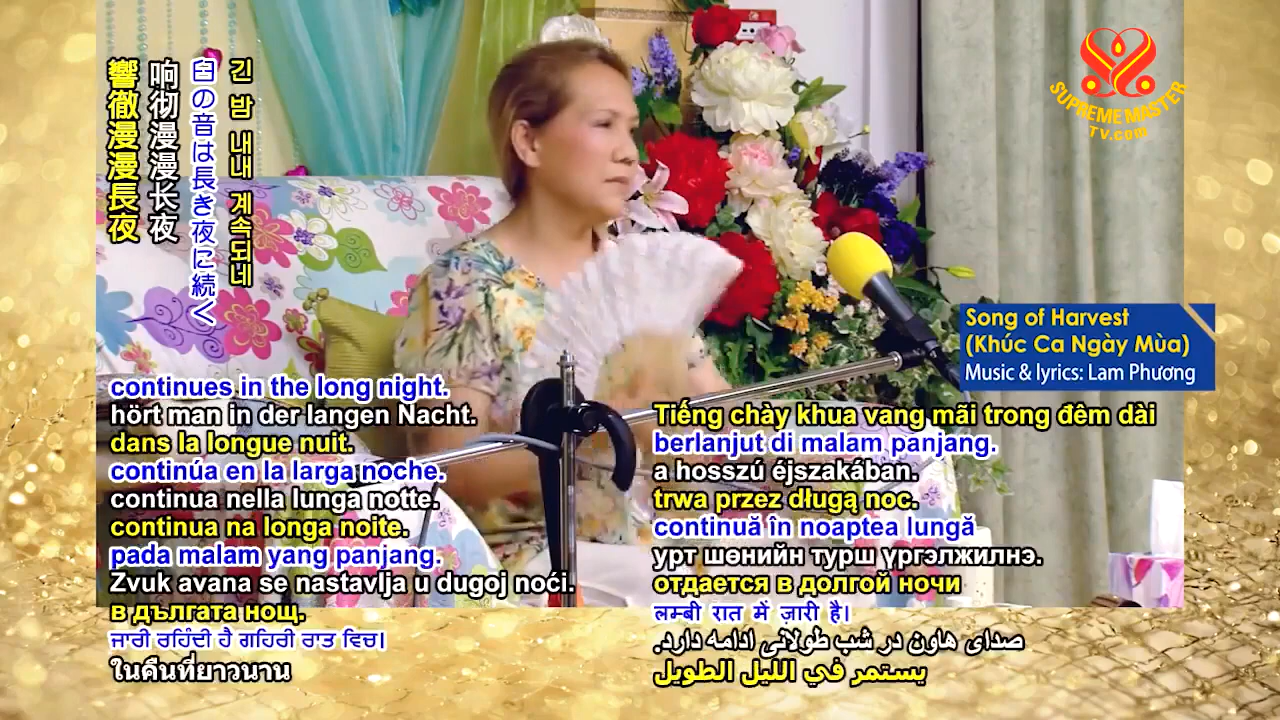 響徹漫漫長夜
响彻漫漫长夜
臼の音は長き夜に続く
긴 밤 내내 계속되네
SUPREME MASTER
TV.com
Song of Harvest
(Khúc Ca Ngày Mùa)
Music & lyrics: Lam Phương
continues in the long night.
hört man in der langen Nacht.
dans la longue nuit.
continúa en la larga noche.
continua nella lunga notte.
continua na longa noite.
pada malam yang panjang.
Zvuk avana se nastavlja u dugoj noći.
в дългата нощ.
ਜਾਰੀ ਰਹਿੰਦੀ ਹੈ ਗਹਿਰੀ ਰਾਤ ਵਿਚ।
ในคืนที่ยาวนาน
Tiếng chày khua vang mãi trong đêm dài
berlanjut di malam panjang.
a hosszú éjszakában.
trwa przez długą noc.
continuă în noaptea lungă
урт шөнийн турш үргэлжилнэ.
отдается в долгой ночи
लम्बी रात में ज़ारी है।
صدای هاون در شب طولانی ادامه دارد.
يستمر في الليل الطويل